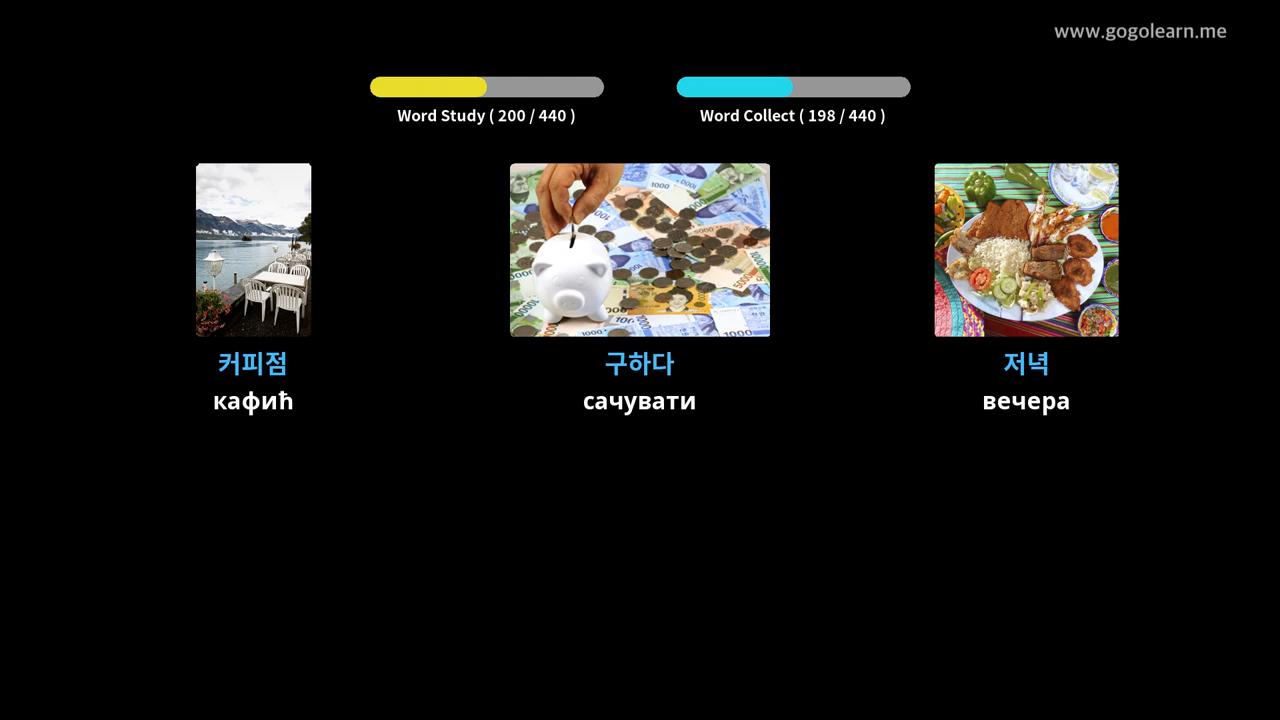 www.gogolearn.me
Word Study ( 200 / 440 )
Word Collect ( 198 / 440 )
커피점
구하다
저녁
кафић
сачувати
вечера